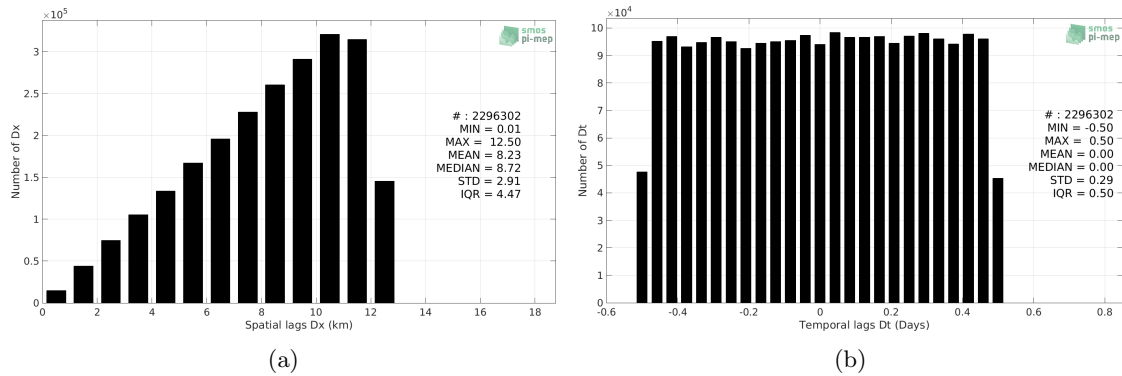 ×10⁵
3
2.5
2
1.5
1
0.5
0
0 2 4 6 8 10 12 14 16 18
Number of Dx
Spatial lags Dx (km)
smos
pi-mep
# : 2296302
MIN = 0.01
MAX = 12.50
MEAN = 8.23
MEDIAN = 8.72
STD = 2.91
IQR = 4.47
(a)
×10⁴
10
9
8
7
6
5
4
3
2
1
0
-0.6 -0.4 -0.2 0 0.2 0.4 0.6 0.8
Number of Dt
Temporal lags Dt (Days)
smos
pi-mep
# : 2296302
MIN = -0.50
MAX = 0.50
MEAN = 0.00
MEDIAN = 0.00
STD = 0.29
IQR = 0.50
(b)